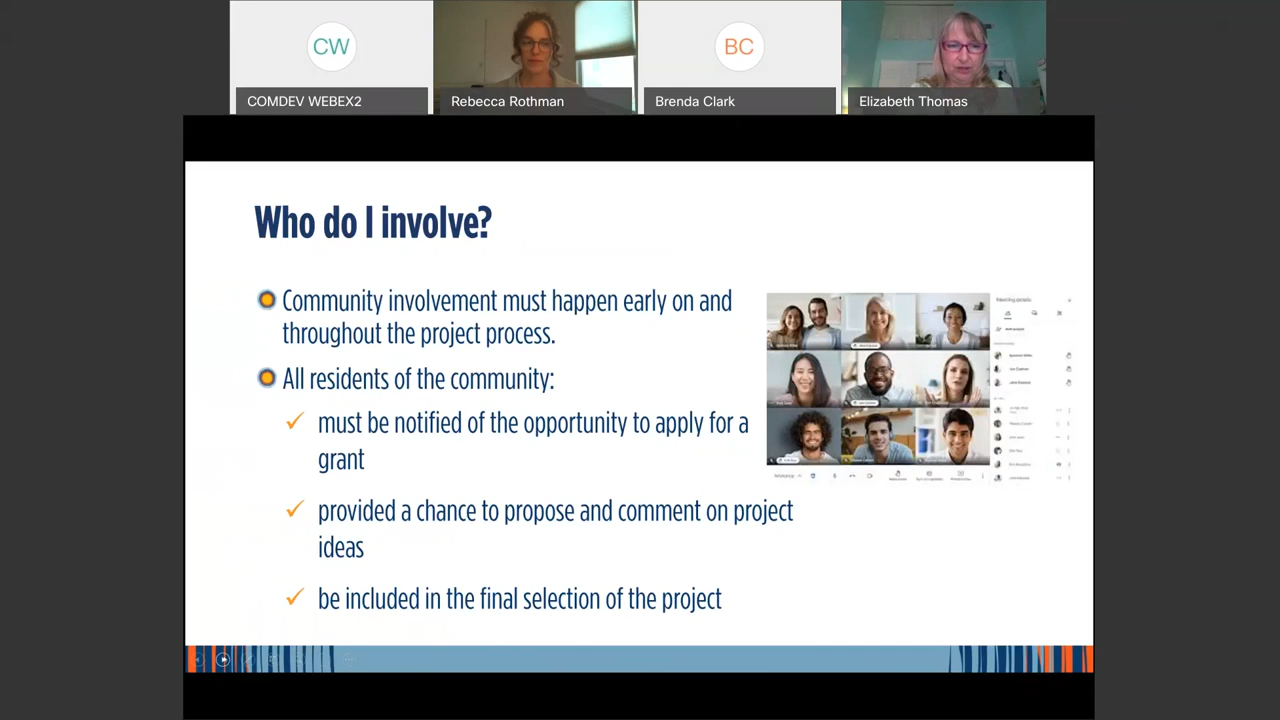 CW
BC
COMDEV WEBEX2
Rebecca Rothman
Brenda Clark
Elizabeth Thomas
Who do I involve?
Community involvement must happen early on and
throughout the project process.
All residents of the community:
must be notified of the opportunity to apply for a
grant
provided a chance to propose and comment on project
ideas
be included in the final selection of the project